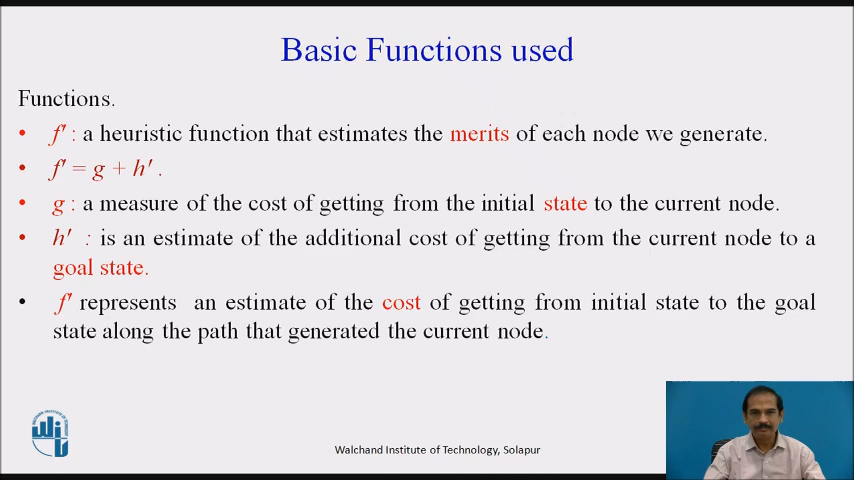 Basic Functions used
Functions.
• f' : a heuristic function that estimates the merits of each node we generate.
• f' = g + h' .
• g : a measure of the cost of getting from the initial state to the current node.
• h' : is an estimate of the additional cost of getting from the current node to a
goal state.
• f' represents an estimate of the cost of getting from initial state to the goal
state along the path that generated the current node.
Walchand Institute of Technology, Solapur